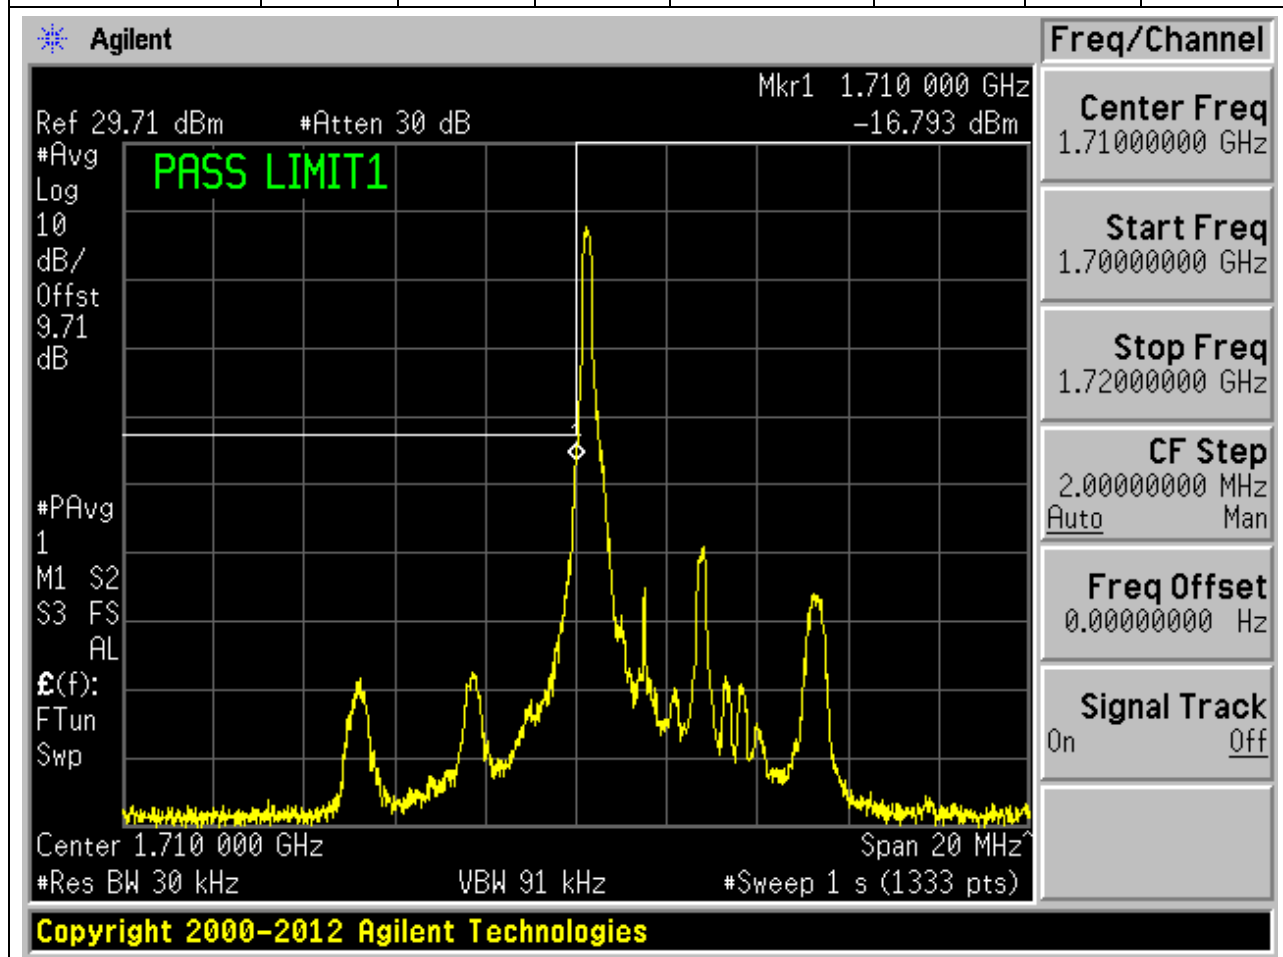 Agilent
Freq/Channel
Mkr1 1.710 000 GHz
Ref 29.71 dBm #Atten 30 dB -16.793 dBm
#Avg
Log
10
dB/
Offst
9.71
dB
PASS LIMIT1
1
#PAvg
1
M1 S2
S3 FS
AL
£(f):
FTun
Swp
Center 1.710 000 GHz Span 20 MHz^
#Res BW 30 kHz VBW 91 kHz #Sweep 1 s (1333 pts)
Copyright 2000-2012 Agilent Technologies
Center Freq
1.71000000 GHz
Start Freq
1.70000000 GHz
Stop Freq
1.72000000 GHz
CF Step
2.00000000 MHz
Auto Man
Freq Offset
0.00000000 Hz
Signal Track
On Off